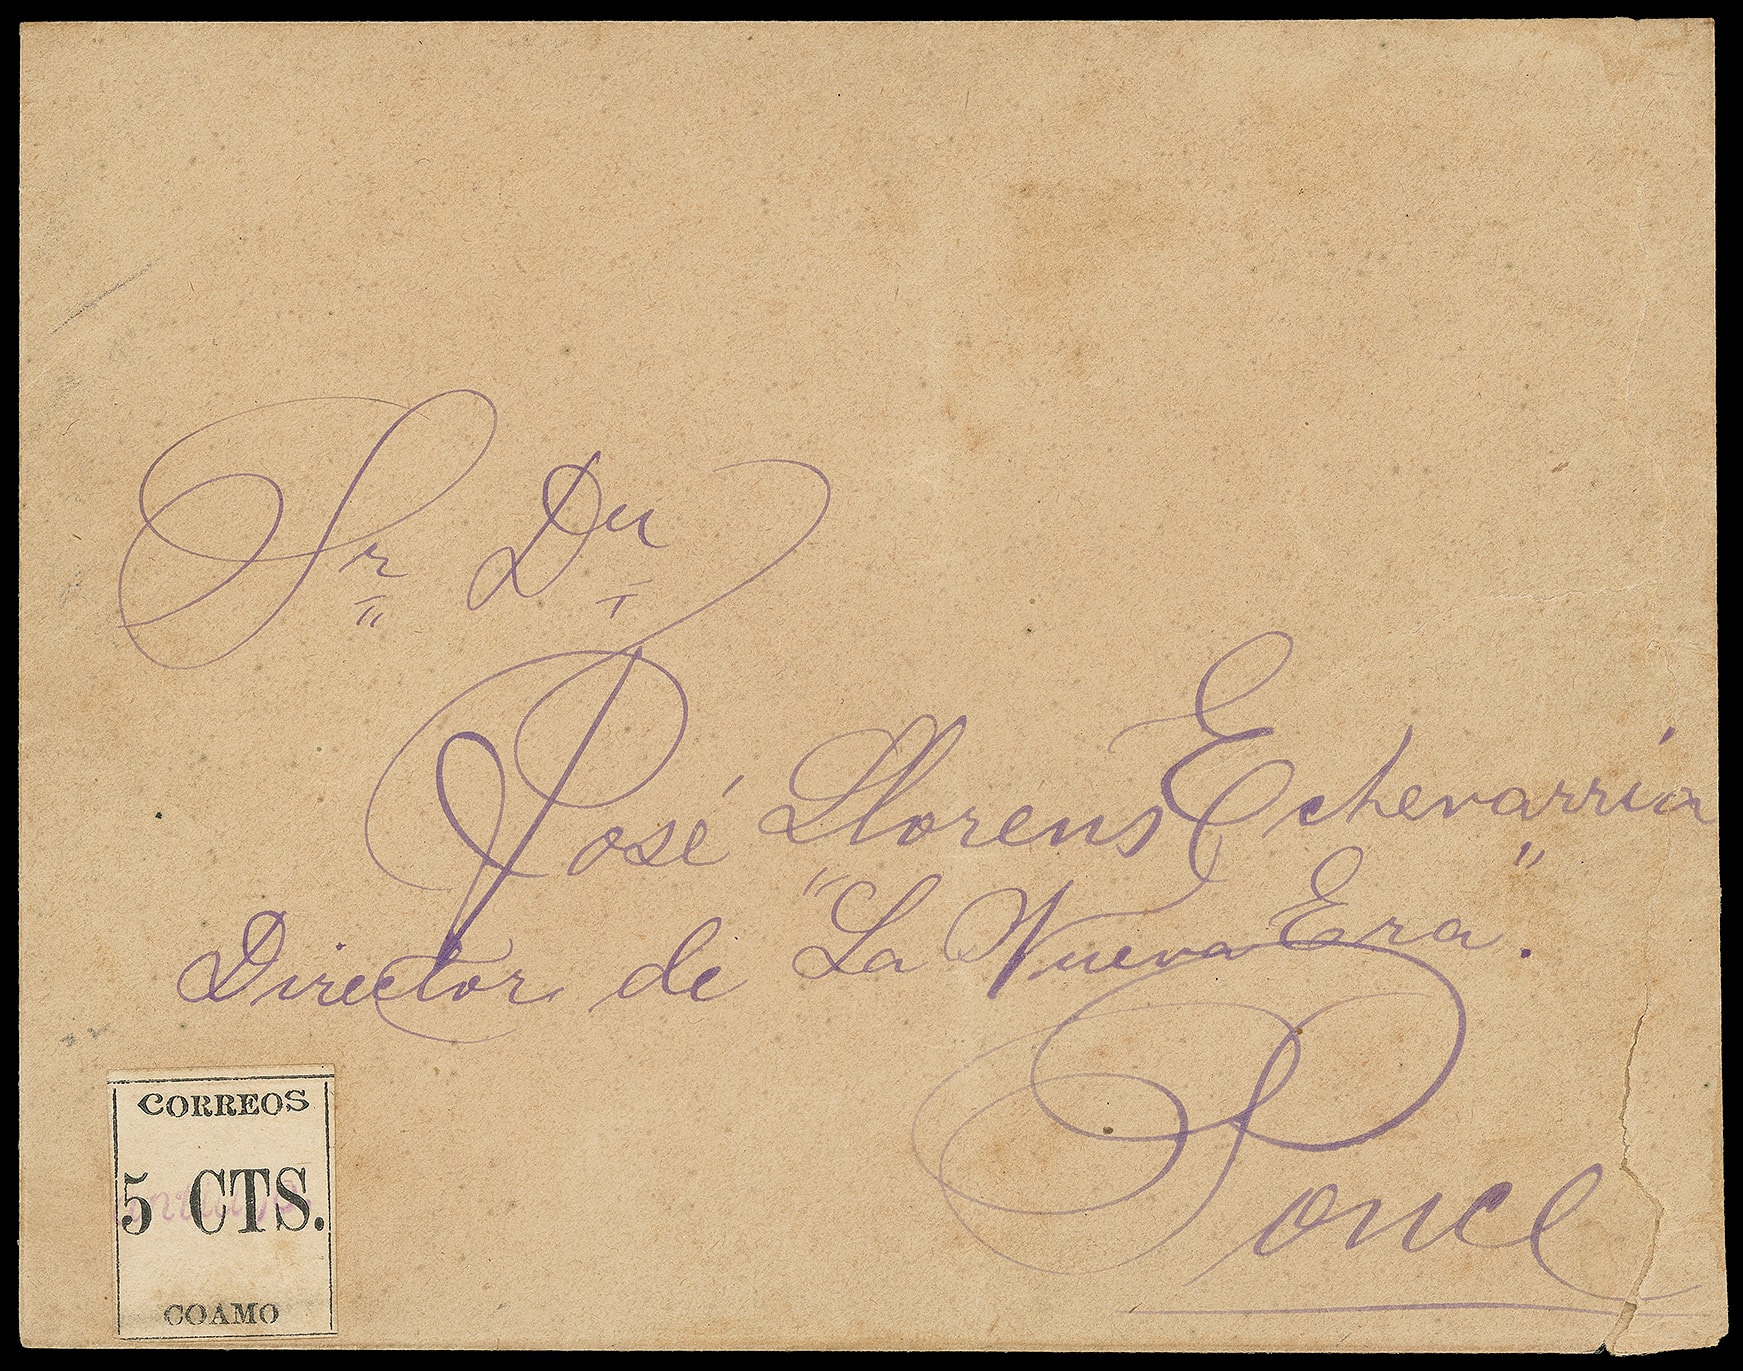 Sr Dn
José Llorens Echevarria
Director de "La Nueva Era".
Ponce
CORREOS
5 CTS.
COAMO